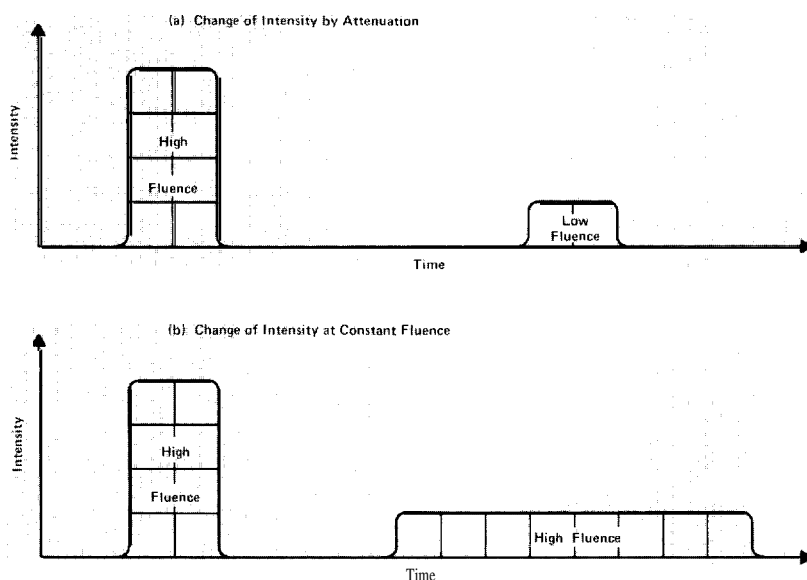 (a) Change of Intensity by Attenuation
Intensity
High
Fluence
Low
Fluence
Time
(b) Change of Intensity at Constant Fluence
Intensity
High
Fluence
High Fluence
Time